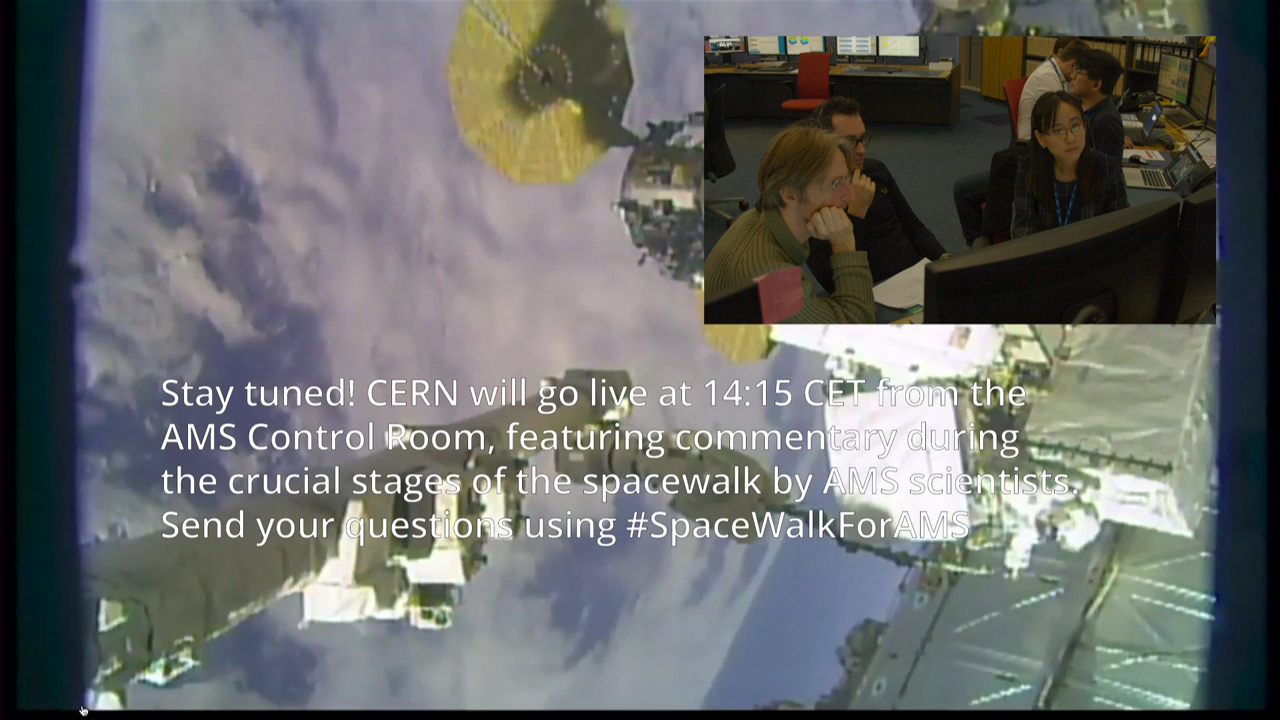 Stay tuned! CERN will go live at 14:15 CET from the
AMS Control Room, featuring commentary during
the crucial stages of the spacewalk by AMS scientists.
Send your questions using #SpaceWalkForAMS